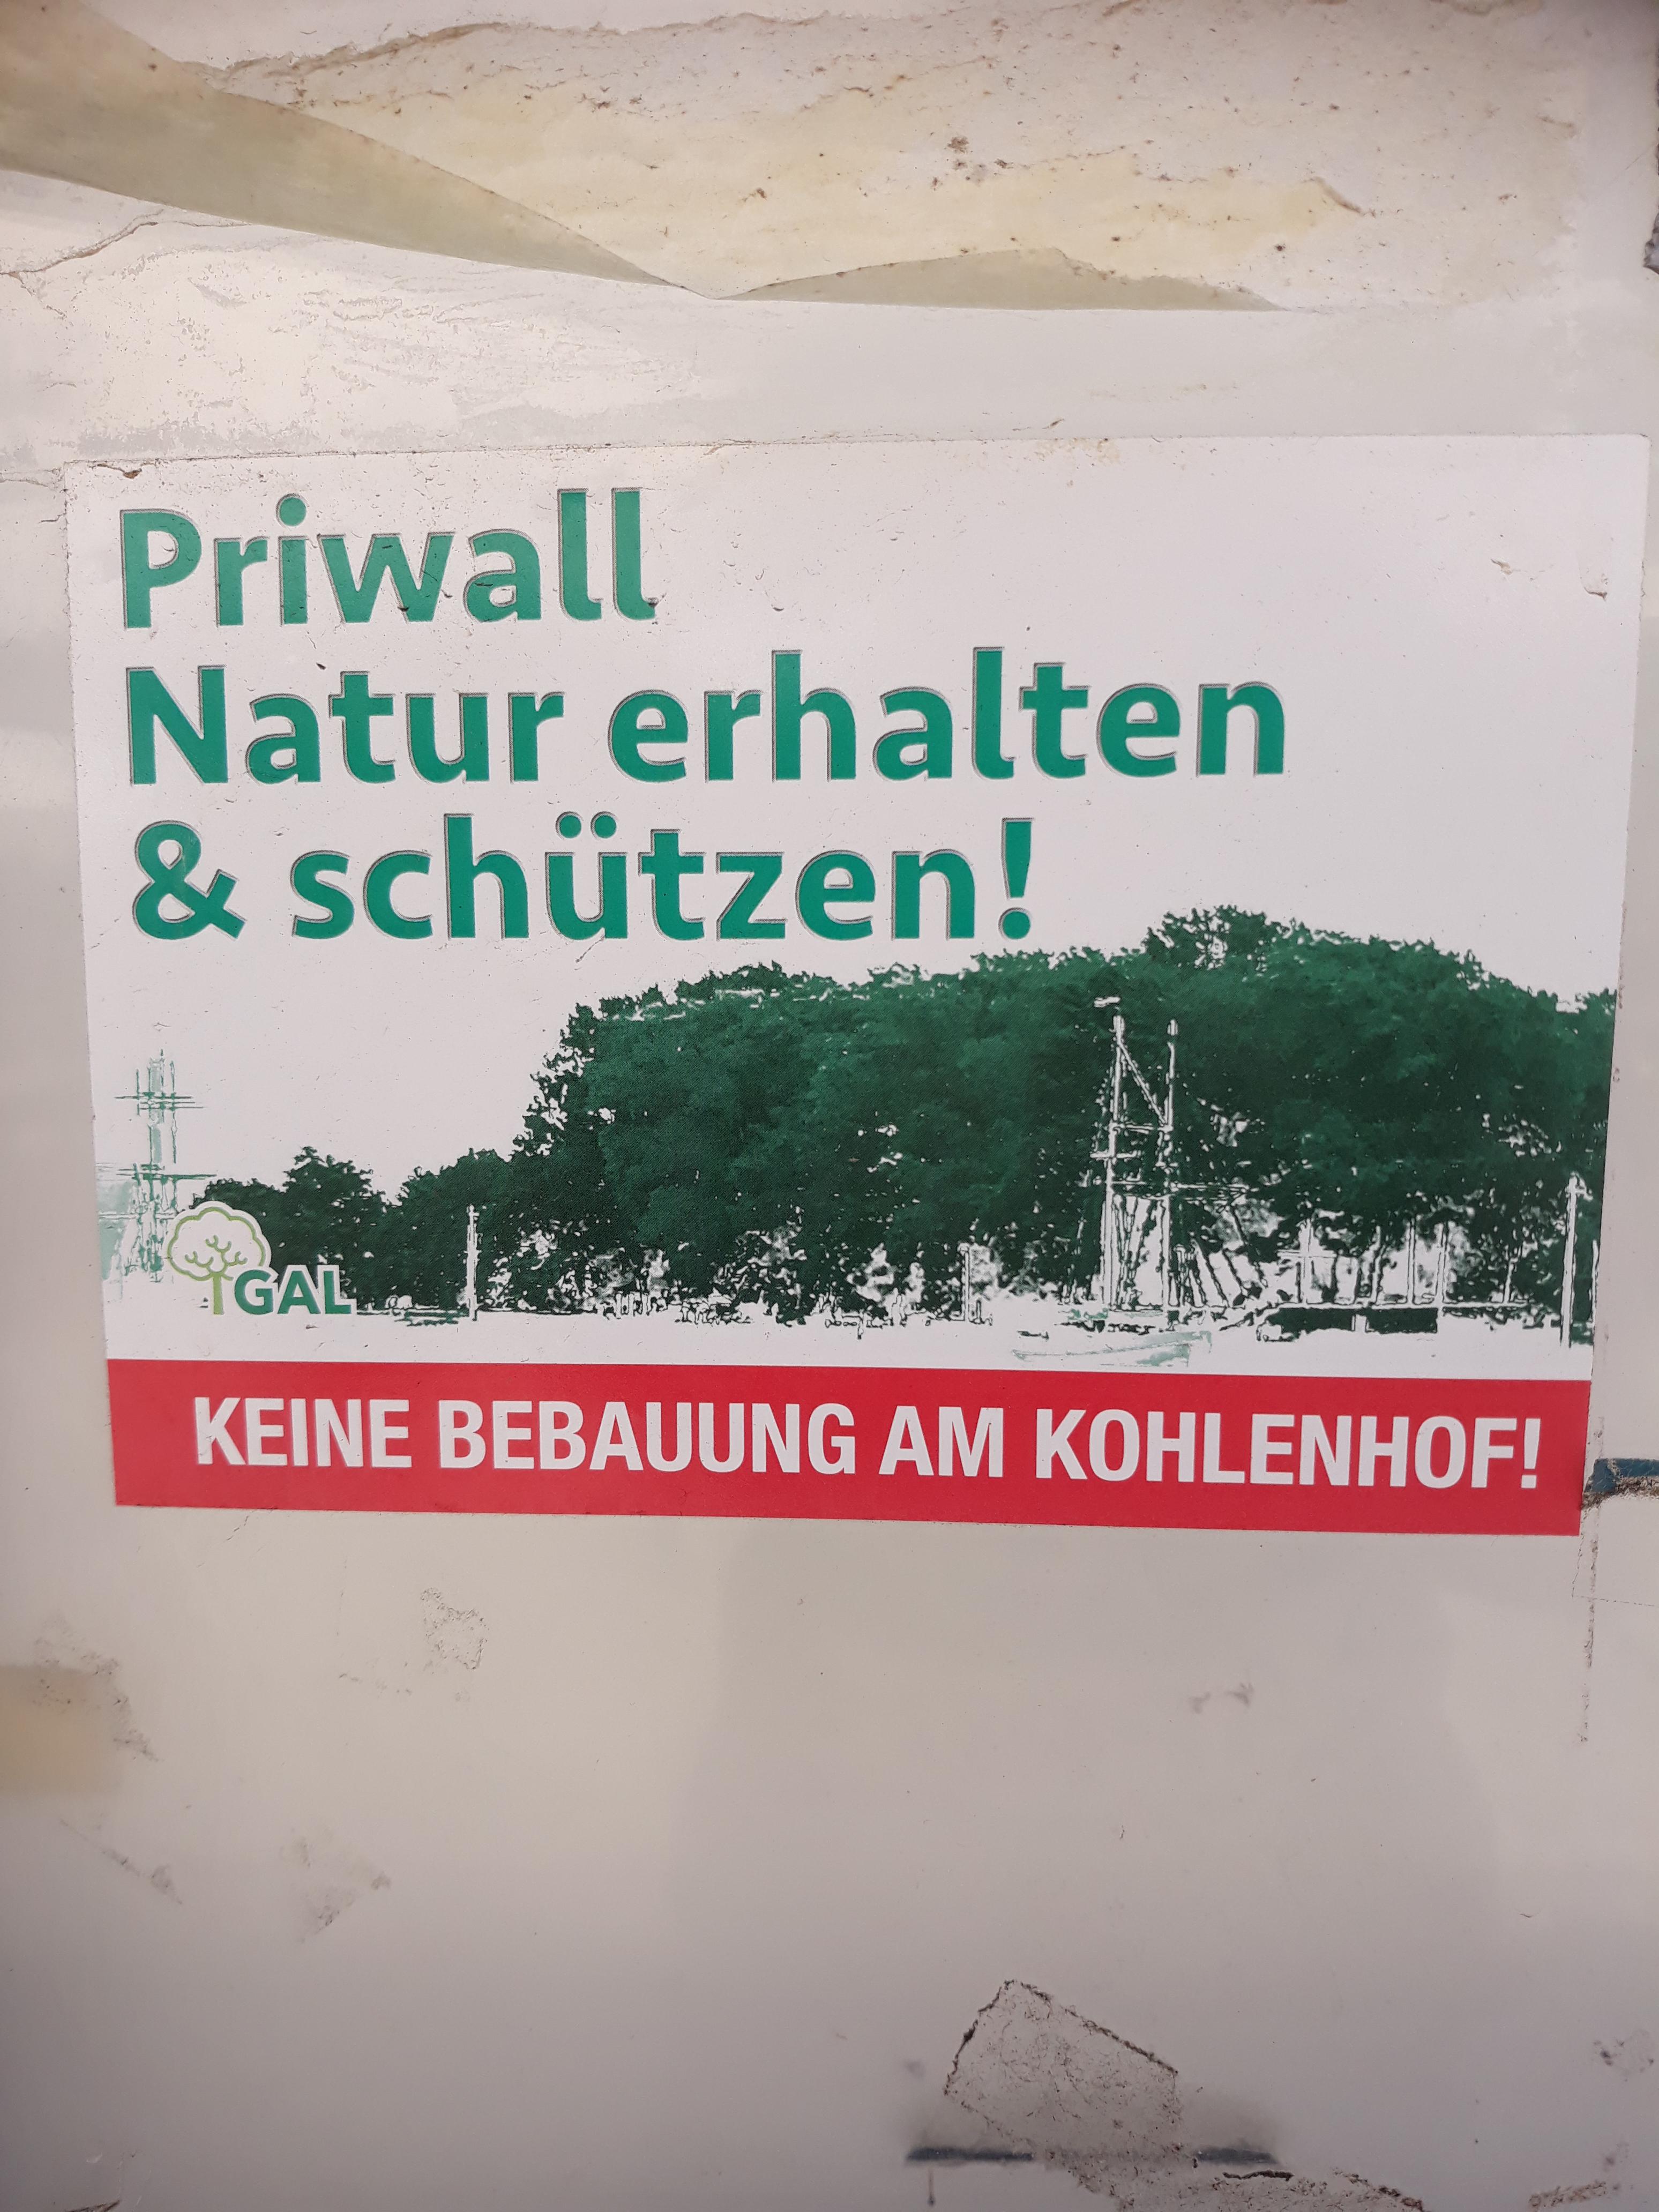 Priwall
Natur erhalten
& schützen!
GAL
KEINE BEBAUUNG AM KOHLENHOF!